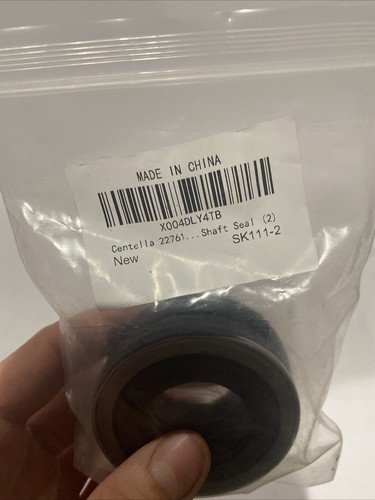 MADE IN CHINA
X004DLY4TB
Centella 22761...Shaft Seal (2)
New
SK111-2